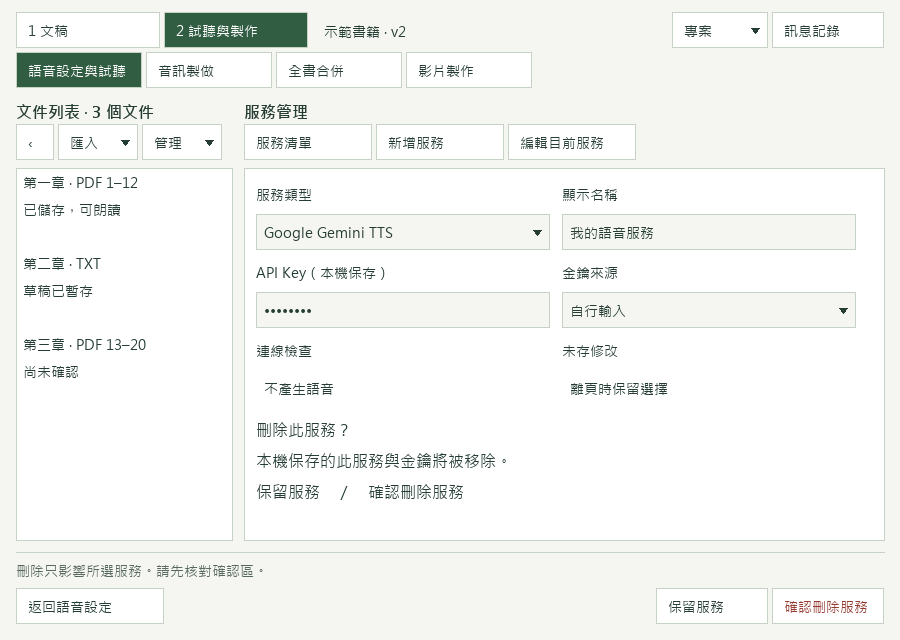 1 文稿
2 試聽與製作
示範書籍 · v2
專案
訊息記錄
語音設定與試聽
音訊製做
全書合併
影片製作
文件列表 · 3 個文件
服務管理
‹
匯入
管理
服務清單
新增服務
編輯目前服務
第一章 · PDF 1–12
已儲存，可朗讀
第二章 · TXT
草稿已暫存
第三章 · PDF 13–20
尚未確認
服務類型
顯示名稱
Google Gemini TTS
我的語音服務
API Key（本機保存）
金鑰來源
••••••••
自行輸入
連線檢查
未存修改
不產生語音
離頁時保留選擇
刪除此服務？
本機保存的此服務與金鑰將被移除。
保留服務 / 確認刪除服務
刪除只影響所選服務。請先核對確認區。
返回語音設定
保留服務
確認刪除服務